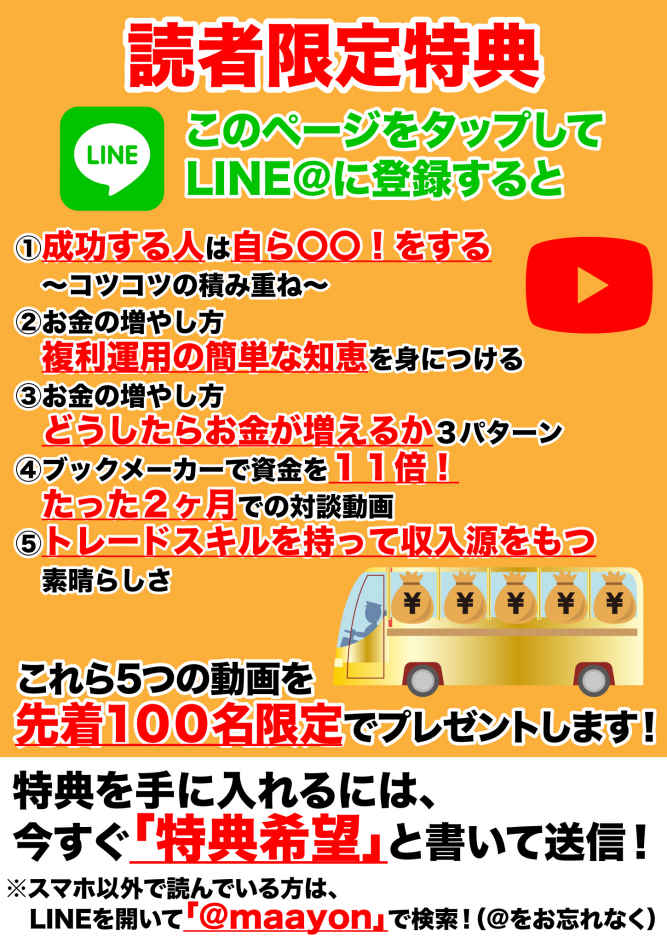 読者限定特典
LINE
このページをタップして
LINE@に登録すると
①成功する人は自ら〇〇！をする
～コツコツの積み重ね～
②お金の増やし方
複利運用の簡単な知恵を身につける
③お金の増やし方
どうしたらお金が増えるか３パターン
④ブックメーカーで資金を１１倍！
たった２ヶ月での対談動画
⑤トレードスキルを持って収入源をもつ
素晴らしさ
¥ ¥ ¥ ¥ ¥
これら5つの動画を
先着100名限定でプレゼントします！
特典を手に入れるには、
今すぐ「特典希望」と書いて送信！
※スマホ以外で読んでいる方は、
LINEを開いて「@maayon」で検索！（@をお忘れなく）